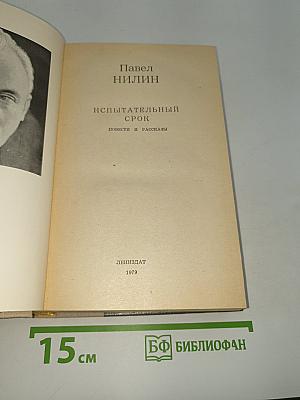 Павел
НИЛИН
ИСПЫТАТЕЛЬНЫЙ
СРОК
ПОВЕСТИ И РАССКАЗЫ
ЛЕНИЗДАТ
1979
15 см
БФ БИБЛИОФАН